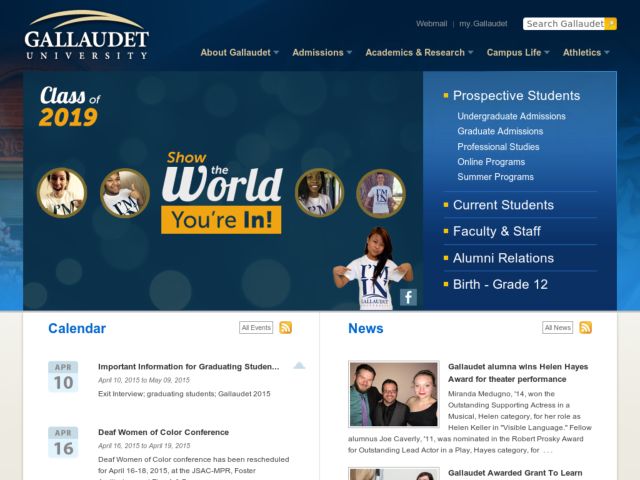 GALLAUDET
UNIVERSITY
Webmail | my.Gallaudet
Search Gallaudet
About Gallaudet
Admissions
Academics & Research
Campus Life
Athletics
Class of
2019
Show
the
World
You're In!
I'M
I'M
I'M
I'M
I'M
IN
GALLAUDET
f
Prospective Students
Undergraduate Admissions
Graduate Admissions
Professional Studies
Online Programs
Summer Programs
Current Students
Faculty & Staff
Alumni Relations
Birth - Grade 12
Calendar
All Events
APR
10
Important Information for Graduating Studen...
April 10, 2015 to May 09, 2015
Exit Interview; graduating students; Gallaudet 2015
APR
16
Deaf Women of Color Conference
April 16, 2015 to April 19, 2015
Deaf Women of Color conference has been rescheduled
for April 16-18, 2015, at the JSAC-MPR, Foster
News
All News
Gallaudet alumna wins Helen Hayes
Award for theater performance
Miranda Medugno, '14, won the
Outstanding Supporting Actress in a
Musical, Helen category, for her role as
Helen Keller in "Visible Language." Fellow
alumnus Joe Caverly, '11, was nominated in the Robert Prosky Award
for Outstanding Lead Actor in a Play, Hayes category, for . . .
Gallaudet Awarded Grant To Learn